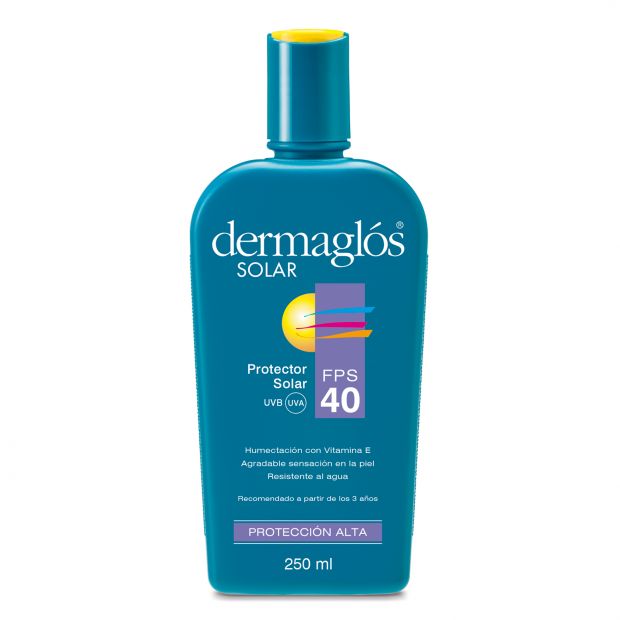 dermaglós®
SOLAR
Protector
Solar
UVB UVA
FPS
40
Humectación con Vitamina E
Agradable sensación en la piel
Resistente al agua
Recomendado a partir de los 3 años
PROTECCIÓN ALTA
250 ml